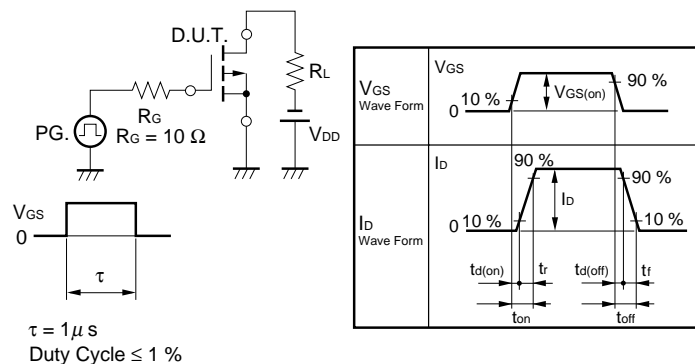 D.U.T.
RL
RG
RG = 10 Ω
PG.
VDD
VGS
0
τ
τ = 1μ s
Duty Cycle ≤ 1 %
VGS
Wave Form
VGS
10 %
0
VGS(on)
90 %
ID
Wave Form
ID
90 %
90 %
ID
0 10 %
10 %
td(on)
tr
td(off)
tf
ton
toff